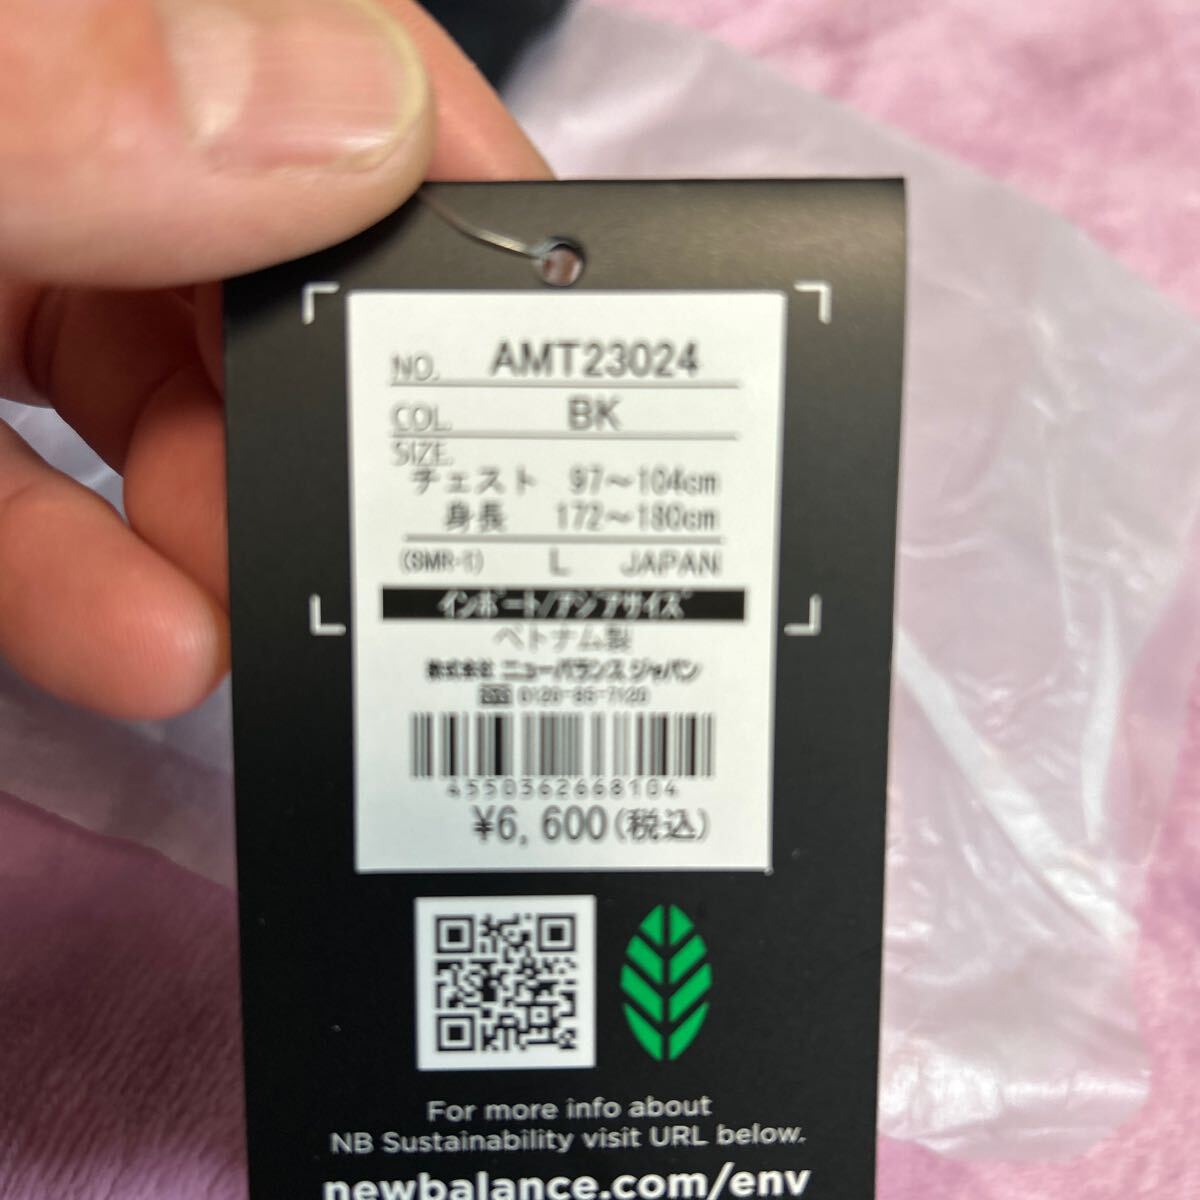 NO. AMT23024
COL. BK
SIZE.
チェスト 97〜104cm
身長 172〜180cm
(SMR-1) L JAPAN
インポート/アジアサイズ
ベトナム製
株式会社 ニューバランス ジャパン
0120-85-7120
4550362668104
¥6,600(税込)
For more info about
NB Sustainability visit URL below.
newbalance.com/env